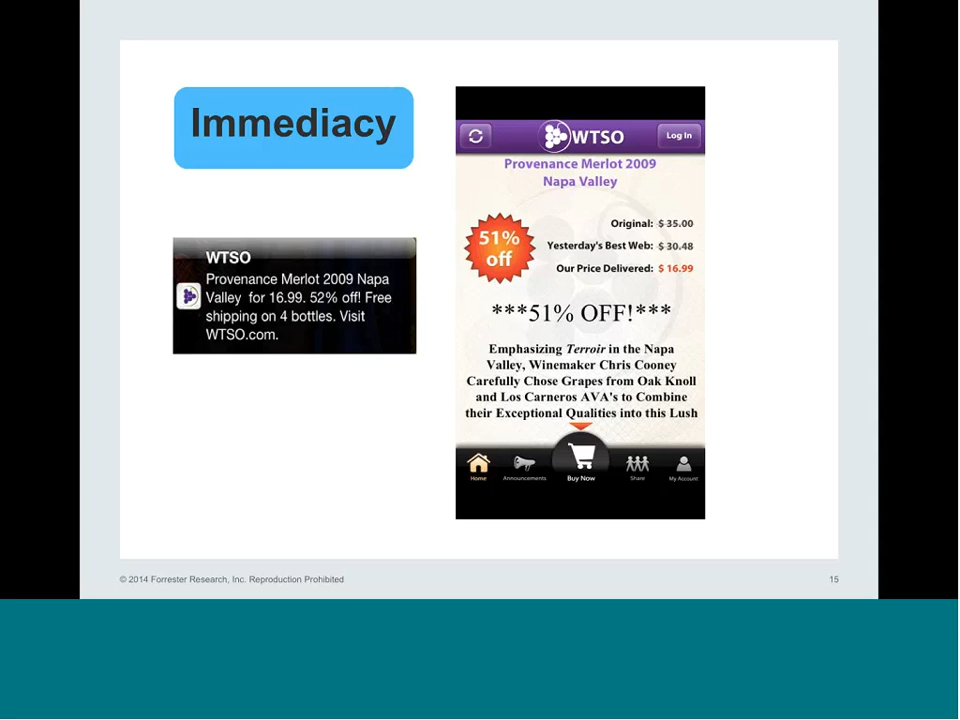 Immediacy
WTSO
Provenance Merlot 2009 Napa
Valley for 16.99. 52% off! Free
shipping on 4 bottles. Visit
WTSO.com.
WTSO
Log In
Provenance Merlot 2009
Napa Valley
51%
off
Original: $ 35.00
Yesterday's Best Web: $ 30.48
Our Price Delivered: $ 16.99
***51% OFF!***
Emphasizing Terroir in the Napa
Valley, Winemaker Chris Cooney
Carefully Chose Grapes from Oak Knoll
and Los Carneros AVA's to Combine
their Exceptional Qualities into this Lush
Home
Announcements
Buy Now
Share
My Account
© 2014 Forrester Research, Inc. Reproduction Prohibited
15